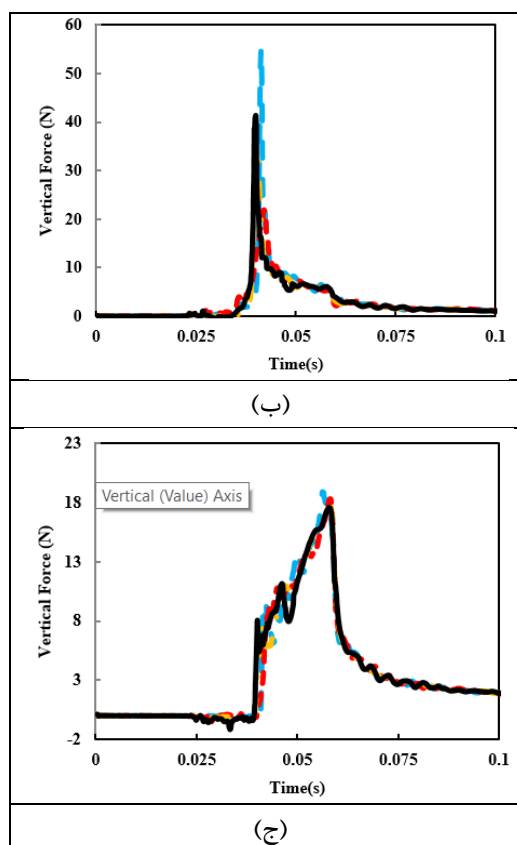 60
50
40
30
20
10
0
Vertical Force (N)
0 0.025 0.05 0.075 0.1
Time(s)
(ب)
23
18
13
8
3
-2
Vertical (Value) Axis
Vertical Force (N)
0 0.025 0.05 0.075 0.1
Time(s)
(ج)